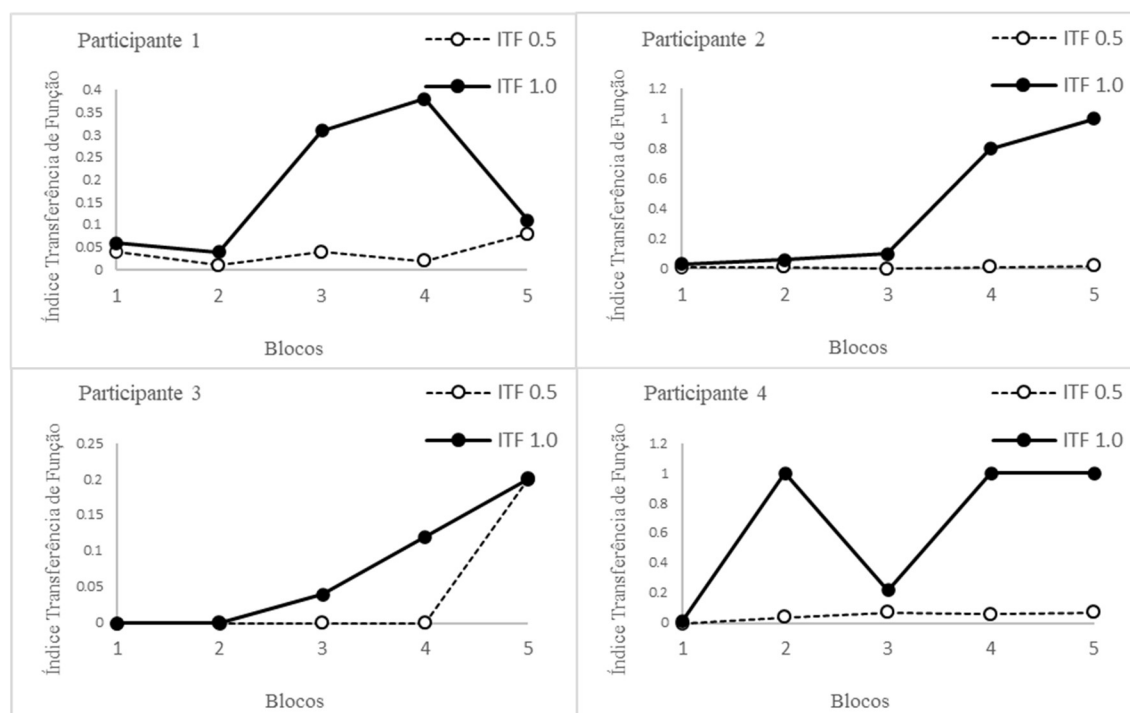 Participante 1
ITF 0.5
ITF 1.0
Índice Transferência de Função
0.4
0.35
0.3
0.25
0.2
0.15
0.1
0.05
0
1 2 3 4 5
Blocos
Participante 2
ITF 0.5
ITF 1.0
Índice Transferência de Função
1.2
1
0.8
0.6
0.4
0.2
0
1 2 3 4 5
Blocos
Participante 3
ITF 0.5
ITF 1.0
Índice Transferência de Função
0.25
0.2
0.15
0.1
0.05
0
1 2 3 4 5
Blocos
Participante 4
ITF 0.5
ITF 1.0
Índice Transferência de Função
1.2
1
0.8
0.6
0.4
0.2
0
1 2 3 4 5
Blocos